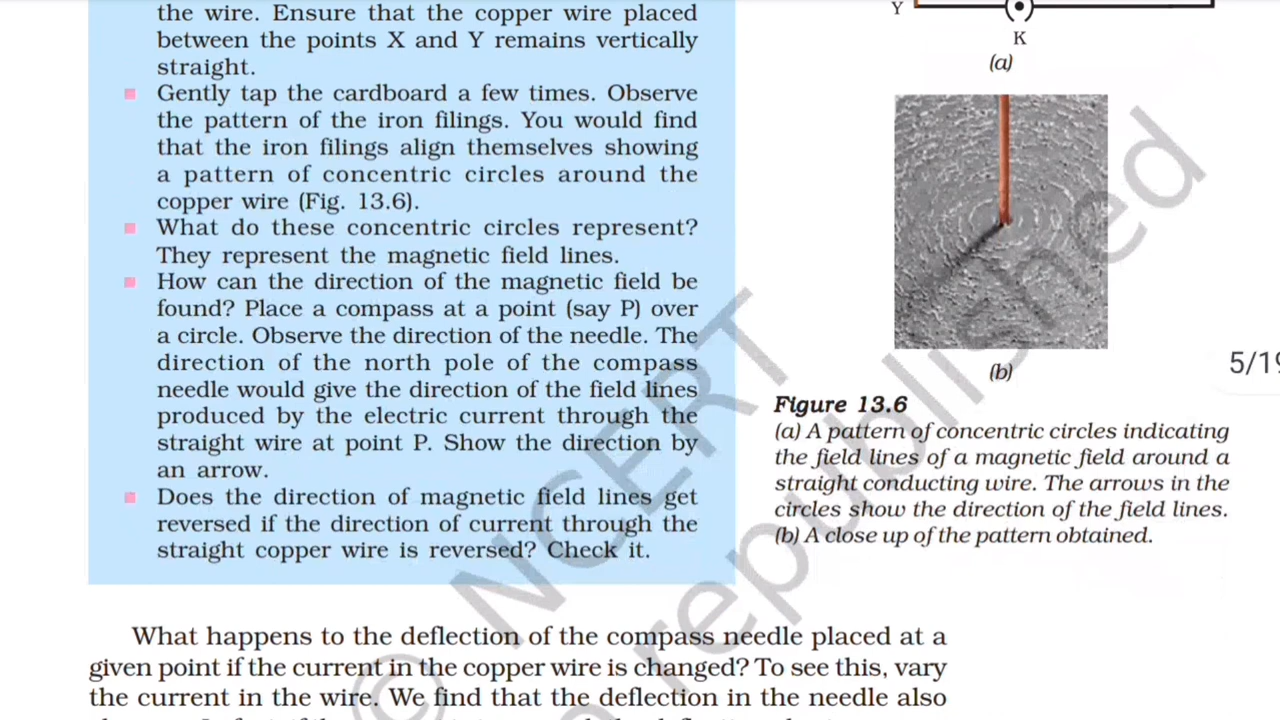 the wire. Ensure that the copper wire placed
between the points X and Y remains vertically
straight.
Gently tap the cardboard a few times. Observe
the pattern of the iron filings. You would find
that the iron filings align themselves showing
a pattern of concentric circles around the
copper wire (Fig. 13.6).
What do these concentric circles represent?
They represent the magnetic field lines.
How can the direction of the magnetic field be
found? Place a compass at a point (say P) over
a circle. Observe the direction of the needle. The
direction of the north pole of the compass
needle would give the direction of the field lines
produced by the electric current through the
straight wire at point P. Show the direction by
an arrow.
Does the direction of magnetic field lines get
reversed if the direction of current through the
straight copper wire is reversed? Check it.
Y
K
(a)
(b)
5/19
Figure 13.6
(a) A pattern of concentric circles indicating
the field lines of a magnetic field around a
straight conducting wire. The arrows in the
circles show the direction of the field lines.
(b) A close up of the pattern obtained.
What happens to the deflection of the compass needle placed at a
given point if the current in the copper wire is changed? To see this, vary
the current in the wire. We find that the deflection in the needle also
© NCERT
republished